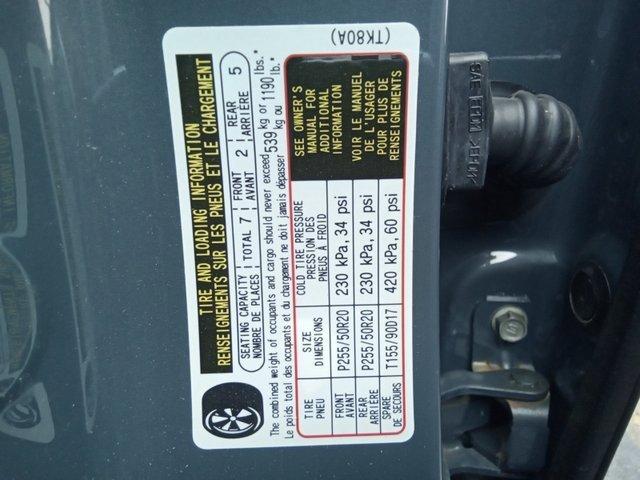 TIRE AND LOADING INFORMATION
RENSEIGNEMENTS SUR LES PNEUS ET LE CHARGEMENT
SEATING CAPACITY
NOMBRE DE PLACES
TOTAL 7
FRONT
AVANT 2
REAR
ARRIÈRE 5
The combined weight of occupants and cargo should never exceed 539 kg or 1190 lbs.*
Le poids total des occupants et du chargement ne doit jamais dépasser kg ou lb.*
TIRE
PNEU
SIZE
DIMENSIONS
COLD TIRE PRESSURE
PRESSION DES
PNEUS À FROID
FRONT
AVANT
P255/50R20
230 kPa, 34 psi
REAR
ARRIÈRE
P255/50R20
230 kPa, 34 psi
SPARE
DE SECOURS
T155/90D17
420 kPa, 60 psi
SEE OWNER'S
MANUAL FOR
ADDITIONAL
INFORMATION
VOIR LE MANUEL
DE L'USAGER
POUR PLUS DE
RENSEIGNEMENTS
(TK80A)